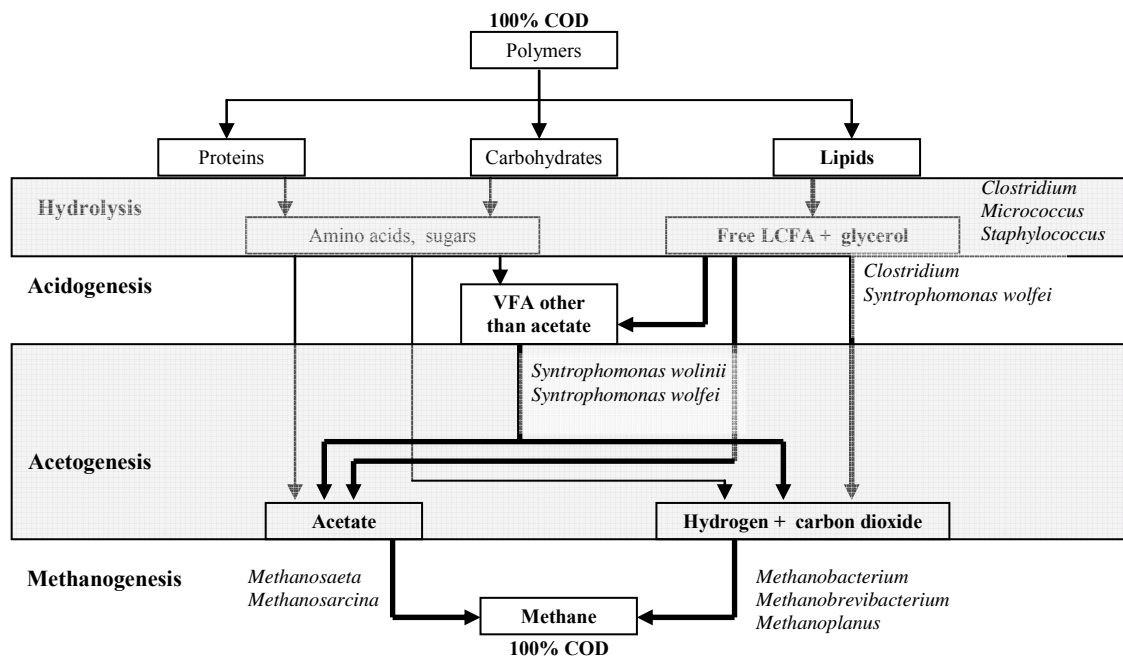 100% COD
Polymers
Proteins
Carbohydrates
Lipids
Hydrolysis
Clostridium
Micrococcus
Staphylococcus
Amino acids, sugars
Free LCFA + glycerol
Acidogenesis
Clostridium
Syntrophomonas wolfei
VFA other
than acetate
Syntrophomonas wolinii
Syntrophomonas wolfei
Acetogenesis
Acetate
Hydrogen + carbon dioxide
Methanogenesis
Methanosaeta
Methanosarcina
Methanobacterium
Methanobrevibacterium
Methanoplanus
Methane
100% COD